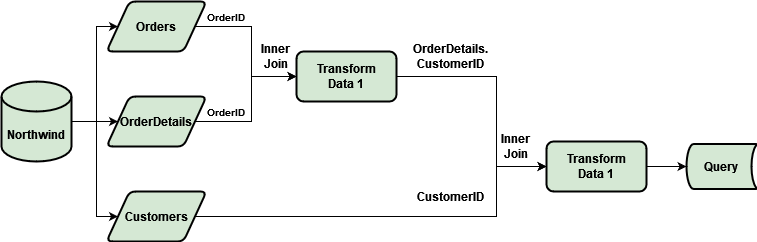 Orders
OrderID
Inner
Join
Transform
Data 1
OrderDetails.
CustomerID
Northwind
OrderDetails
OrderID
Inner
Join
Transform
Data 1
Query
Customers
CustomerID